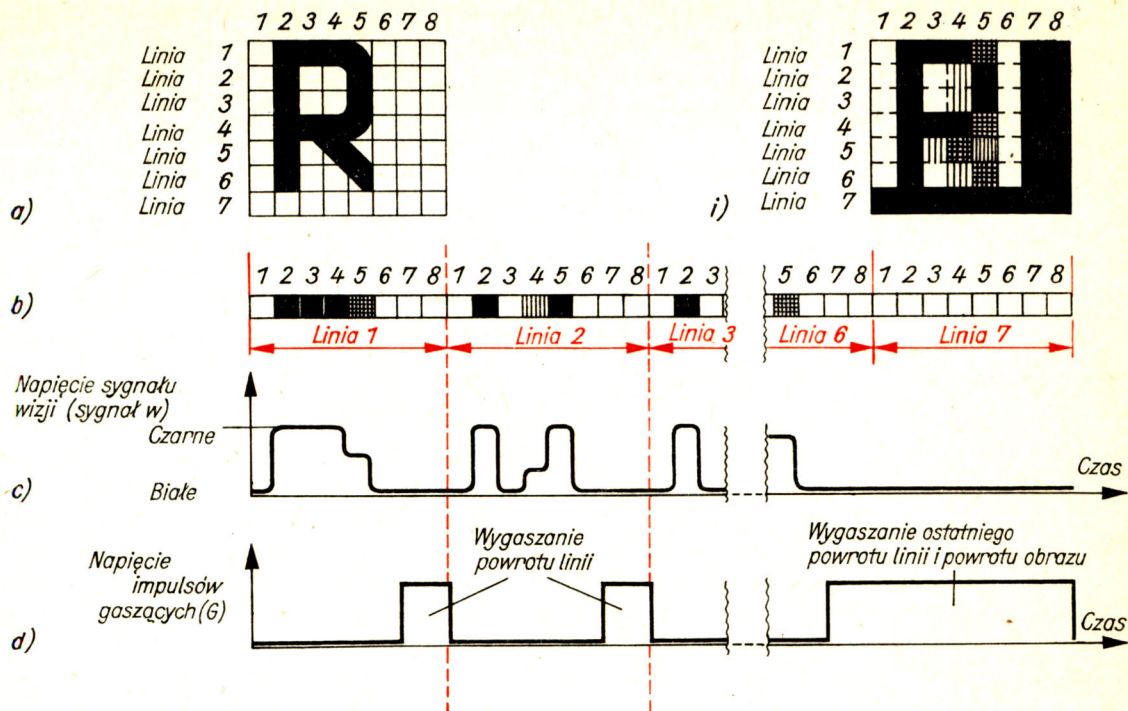 1 2 3 4 5 6 7 8
Linia 1
Linia 2
Linia 3
Linia 4
Linia 5
Linia 6
Linia 7
a)
1 2 3 4 5 6 7 8
Linia 1
Linia 2
Linia 3
Linia 4
Linia 5
Linia 6
Linia 7
i)
1 2 3 4 5 6 7 8 1 2 3 4 5 6 7 8 1 2 3 5 6 7 8 1 2 3 4 5 6 7 8
b)
Linia 1 Linia 2 Linia 3 Linia 6 Linia 7
Napięcie sygnału
wizji (sygnał w)
Czarne
Białe
c)
Czas
Napięcie
impulsów
gaszących (G)
d)
Wygaszanie
powrotu linii
Wygaszanie ostatniego
powrotu linii i powrotu obrazu
Czas